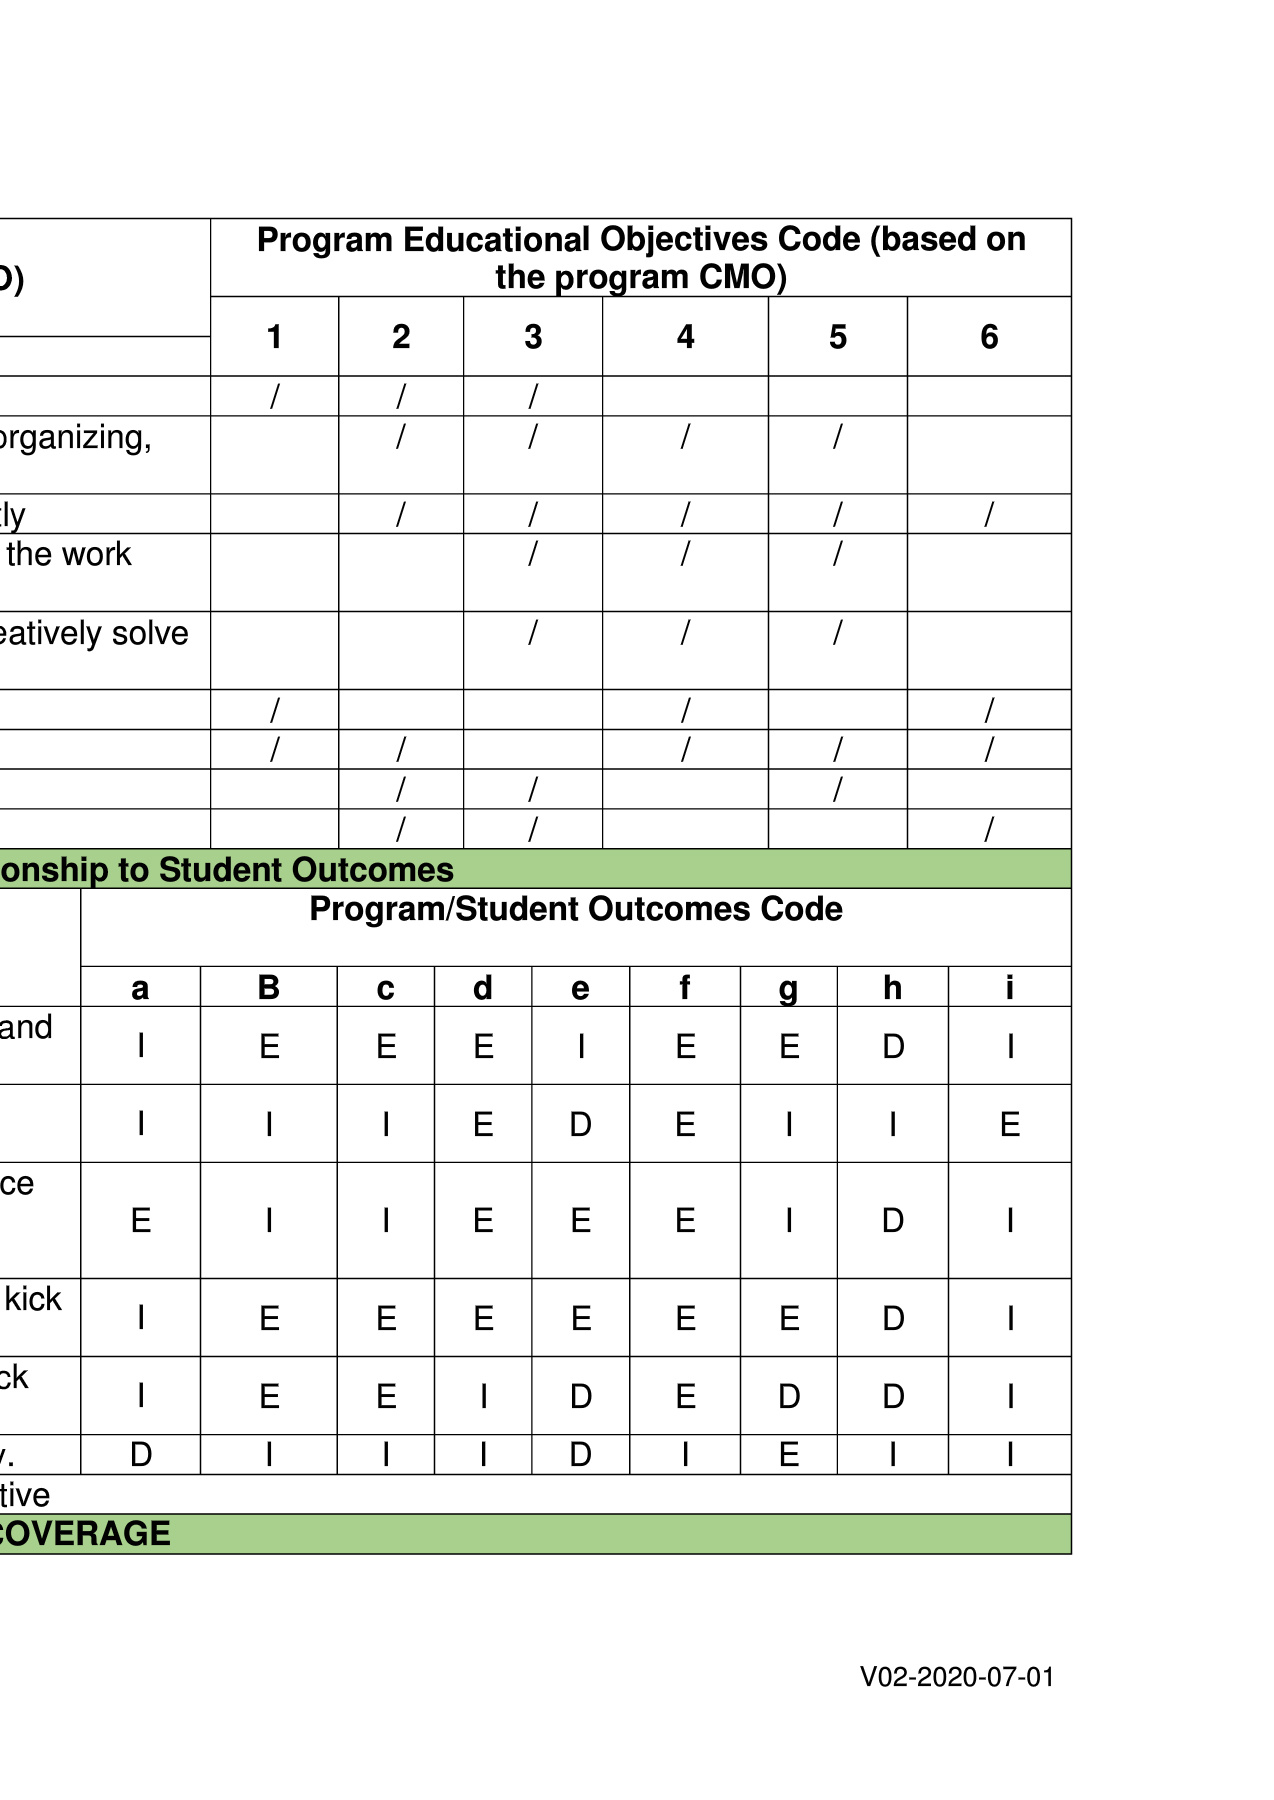 Program Educational Objectives Code (based on
O)
the program CMO)
1 2 3 4 5 6
/ / /
organizing, / / / /
tly / / / / /
the work / / /
eatively solve / / /
/ / /
/ / / / /
/ / /
/ / /
onship to Student Outcomes
Program/Student Outcomes Code
a B c d e f g h i
and
I E E E I E E D I
I I I E D E I I E
ce
E I I E E E I D I
kick
I E E E E E E D I
ck
I E E I D E D D I
y. D I I I D I E I I
tive
COVERAGE
V02-2020-07-01